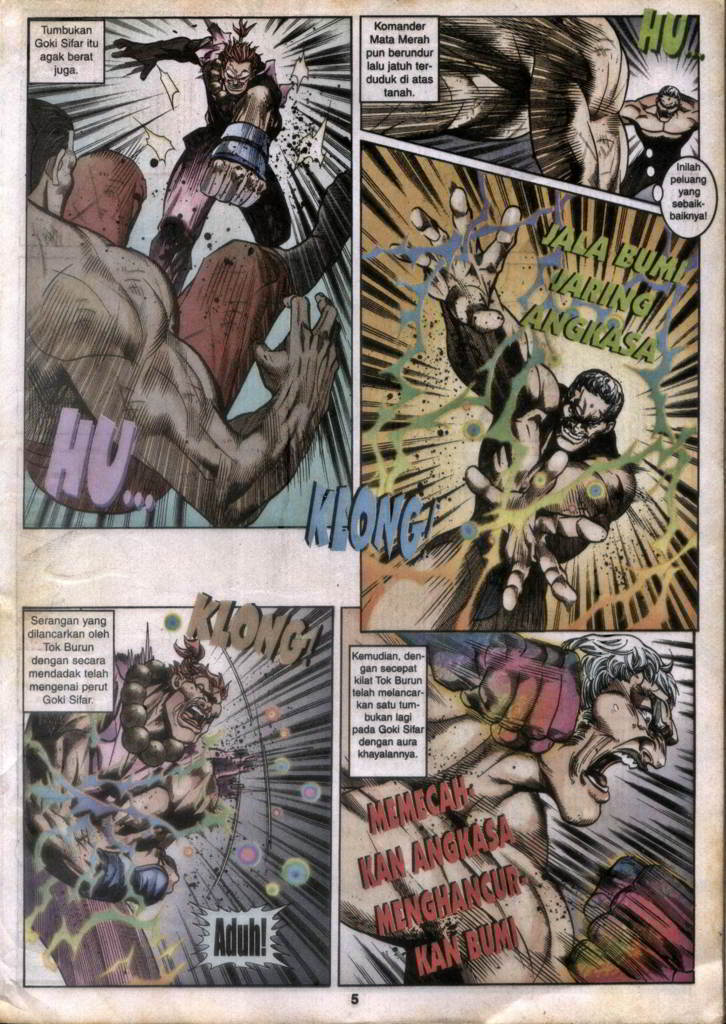 Tumbukan
Goki Sifar itu
agak berat
juga.
HU...
Komander
Mata Merah
pun berundur
lalu jatuh ter-
duduk di atas
tanah.
HU...
Inilah
peluang
yang
sebaik-
baiknya!
JALA BUMI
JARING
ANGKASA
KLONG!
Serangan yang
dilancarkan oleh
Tok Burun
dengan secara
mendadak telah
mengenai perut
Goki Sifar.
KLONG!
Aduh!
Kemudian, den-
gan secepat
kilat Tok Burun
telah melancar-
kan satu tum-
bukan lagi
pada Goki Sifar
dengan aura
khayalannya.
MEMECAH-
KAN ANGKASA
MENGHANCUR-
KAN BUMI
5